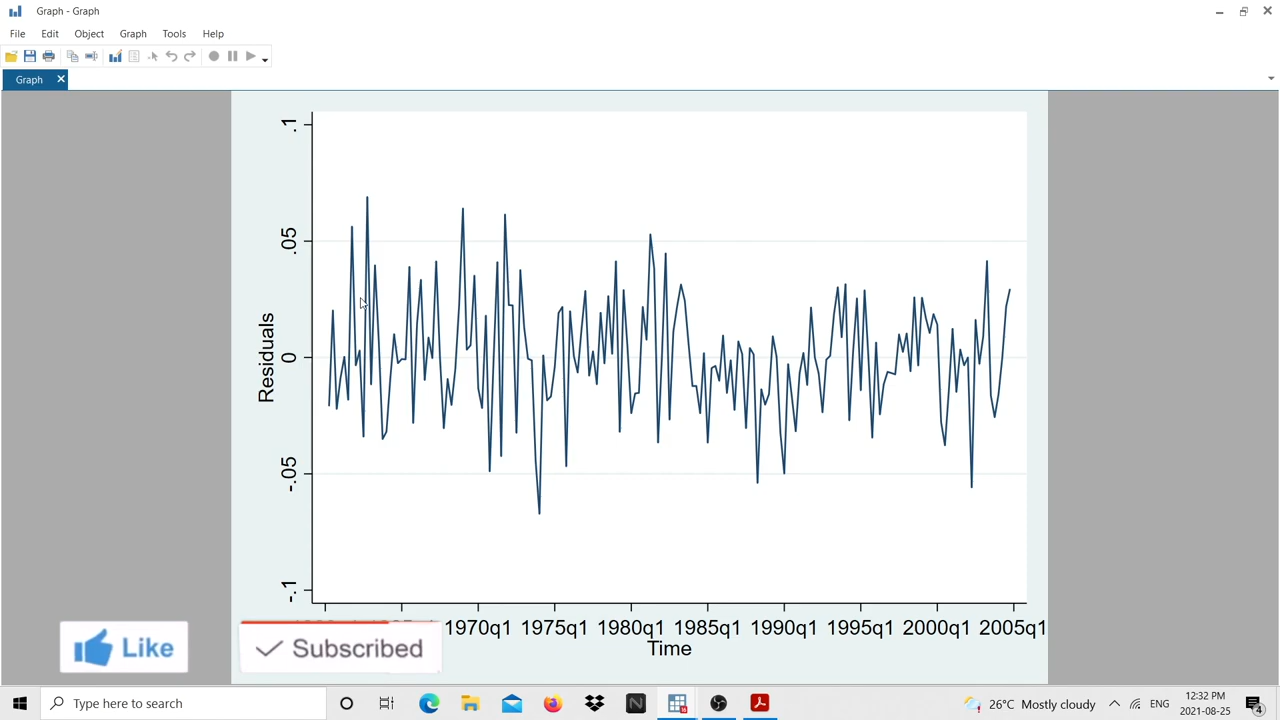 Graph - Graph
File Edit Object Graph Tools Help
Graph
.1
.05
0
-.05
-.1
Residuals
1970q1 1975q1 1980q1 1985q1 1990q1 1995q1 2000q1 2005q1
Time
Like
Subscribed
Type here to search
26°C Mostly cloudy
ENG
12:32 PM
2021-08-25
4